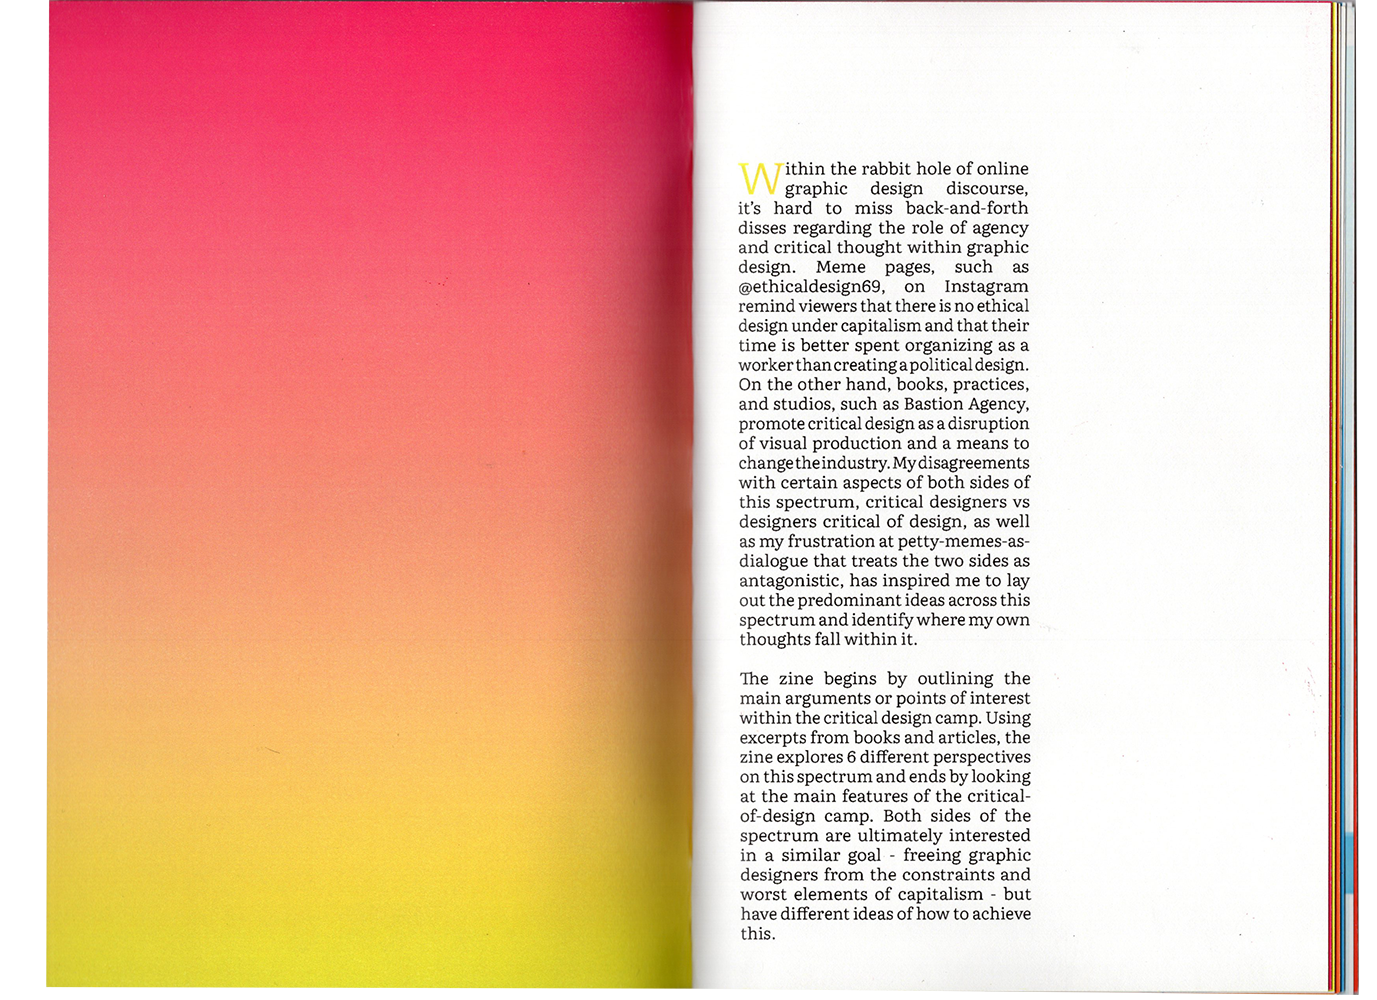 Within the rabbit hole of online
graphic design discourse,
it's hard to miss back-and-forth
disses regarding the role of agency
and critical thought within graphic
design. Meme pages, such as
@ethicaldesign69, on Instagram
remind viewers that there is no ethical
design under capitalism and that their
time is better spent organizing as a
worker than creating a political design.
On the other hand, books, practices,
and studios, such as Bastion Agency,
promote critical design as a disruption
of visual production and a means to
change the industry. My disagreements
with certain aspects of both sides of
this spectrum, critical designers vs
designers critical of design, as well
as my frustration at petty-memes-as-
dialogue that treats the two sides as
antagonistic, has inspired me to lay
out the predominant ideas across this
spectrum and identify where my own
thoughts fall within it.
The zine begins by outlining the
main arguments or points of interest
within the critical design camp. Using
excerpts from books and articles, the
zine explores 6 different perspectives
on this spectrum and ends by looking
at the main features of the critical-
of-design camp. Both sides of the
spectrum are ultimately interested
in a similar goal - freeing graphic
designers from the constraints and
worst elements of capitalism - but
have different ideas of how to achieve
this.